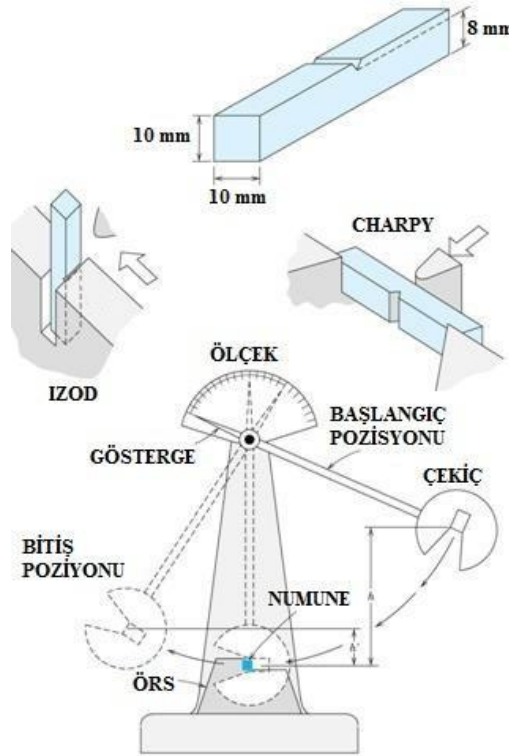 8 mm
10 mm
10 mm
CHARPY
IZOD
ÖLÇEK
BAŞLANGIÇ
POZİSYONU
GÖSTERGE
ÇEKİÇ
BİTİŞ
POZİYONU
h
NUMUNE
h'
ÖRS